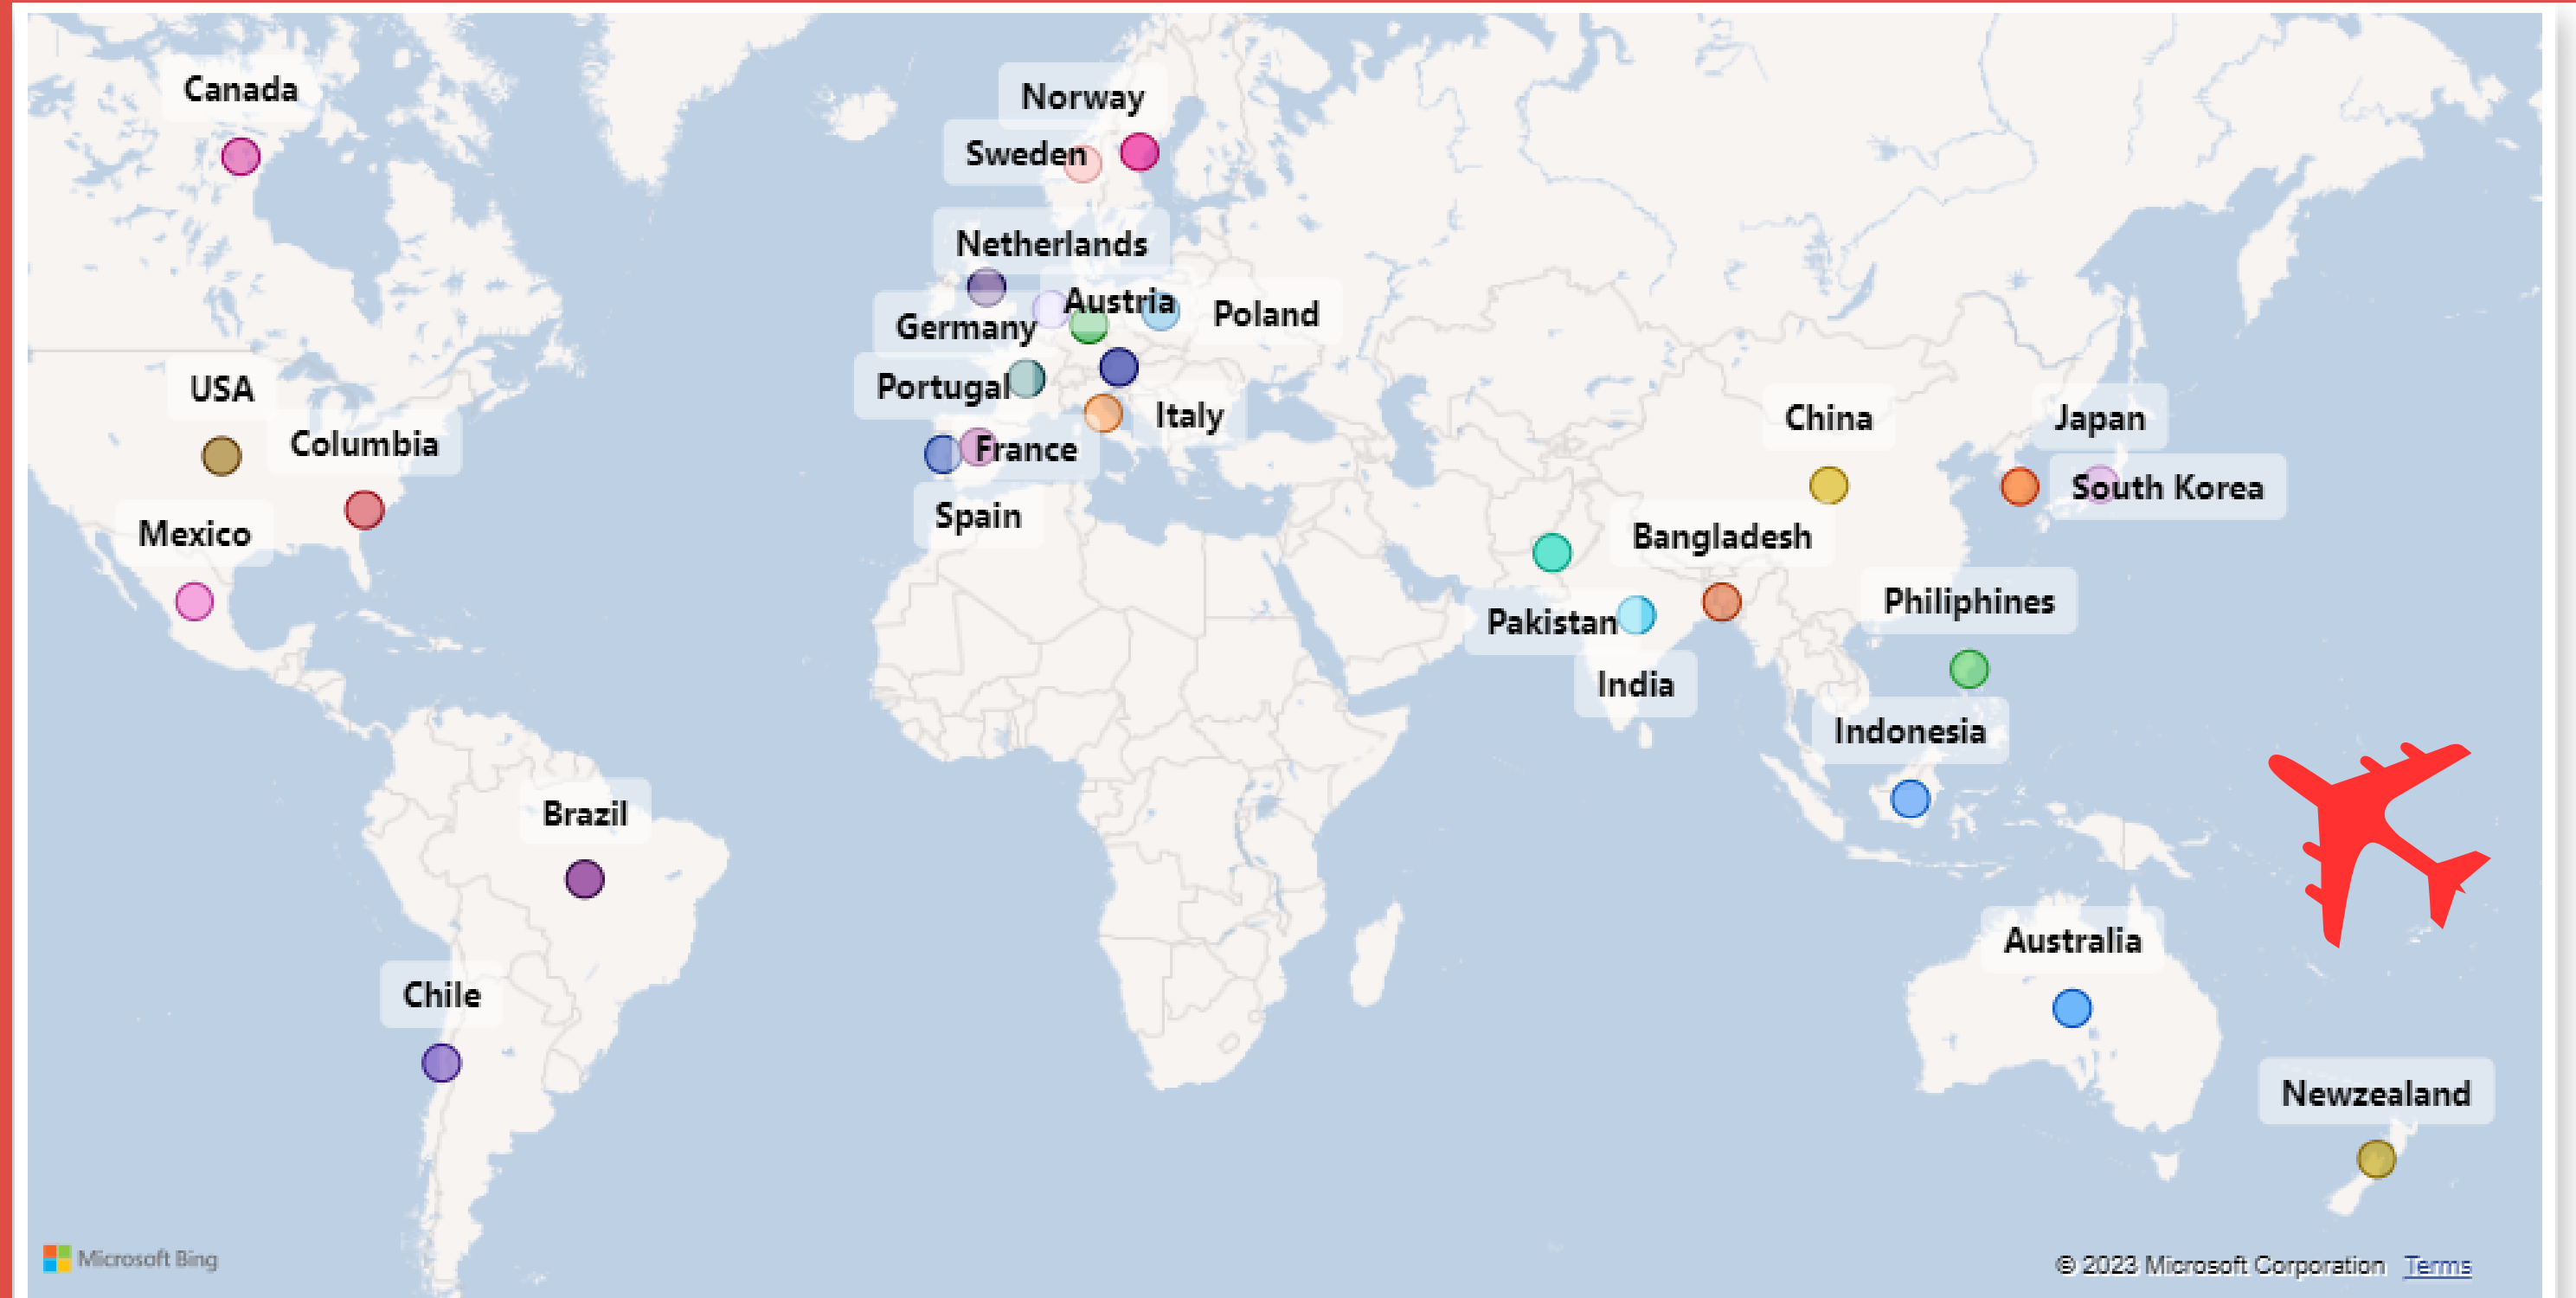 Canada
Norway
Sweden
Netherlands
Austria
Poland
Germany
USA
Portugal
Italy
China
Japan
Columbia
France
South Korea
Mexico
Spain
Bangladesh
Philiphines
Pakistan
India
Indonesia
Brazil
Australia
Chile
Newzealand
Microsoft Bing
© 2023 Microsoft Corporation Terms